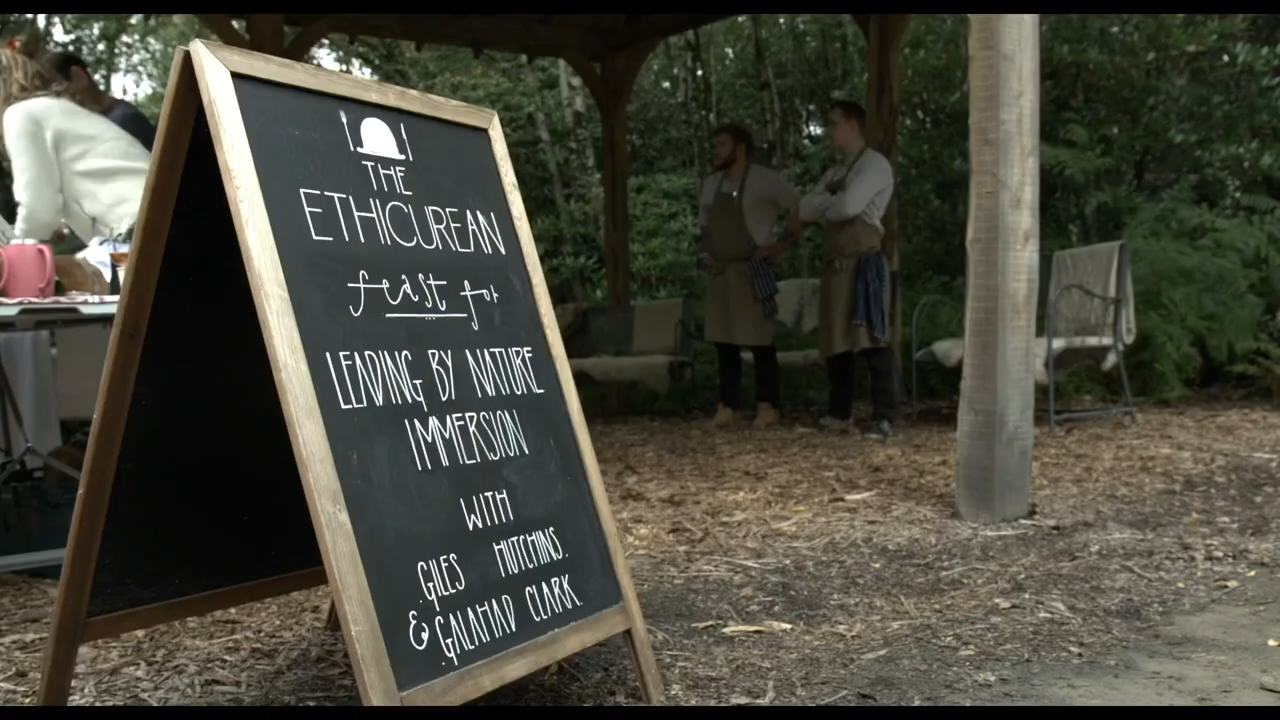 THE
ETHICUREAN
feast for
LEADING BY NATURE
IMMERSION
WITH
GILES HUTCHINS.
& GALAHAD CLARK.